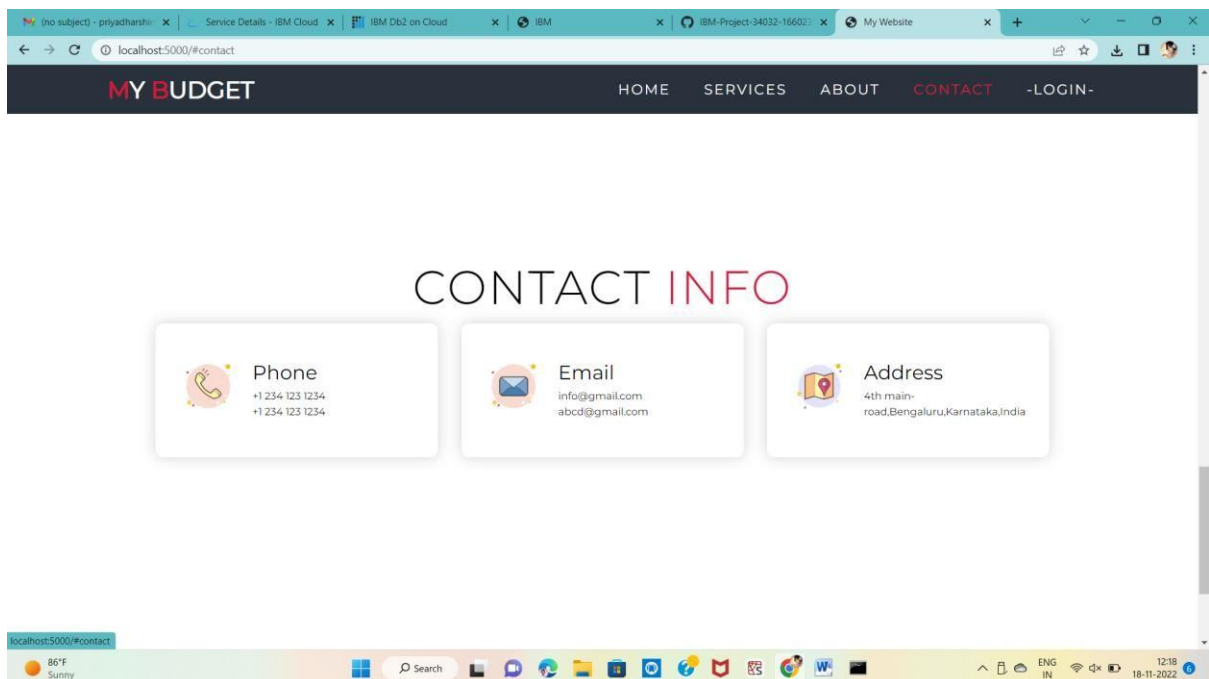 (no subject) - priyadharshin
Service Details - IBM Cloud
IBM Db2 on Cloud
IBM
IBM-Project-34032-166023
My Website
localhost:5000/#contact
MY BUDGET
HOME SERVICES ABOUT CONTACT -LOGIN-
CONTACT INFO
Phone
+1 234 123 1234
+1 234 123 1234
Email
info@gmail.com
abcd@gmail.com
Address
4th main-
road,Bengaluru,Karnataka,India
localhost:5000/#contact
86°F
Sunny
Search
ENG
IN
12:18
18-11-2022
6